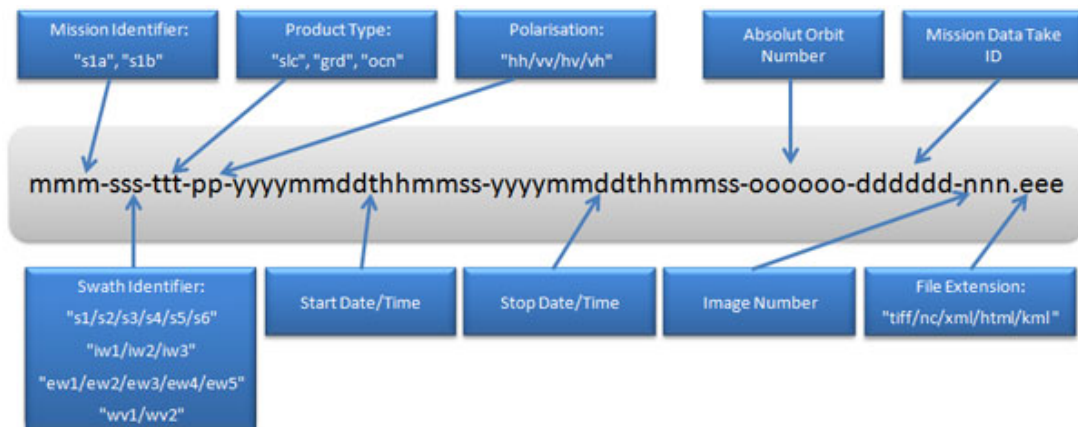 Mission Identifier:
"s1a", "s1b"
Product Type:
"slc", "grd", "ocn"
Polarisation:
"hh/vv/hv/vh"
Absolut Orbit
Number
Mission Data Take
ID
mmm-sss-ttt-pp-yyyymmddthhmmss-yyyymmddthhmmss-oooooo-dddddd-nnn.eee
Swath Identifier:
"s1/s2/s3/s4/s5/s6"
"iw1/iw2/iw3"
"ew1/ew2/ew3/ew4/ew5"
"wv1/wv2"
Start Date/Time
Stop Date/Time
Image Number
File Extension:
"tiff/nc/xml/html/kml"